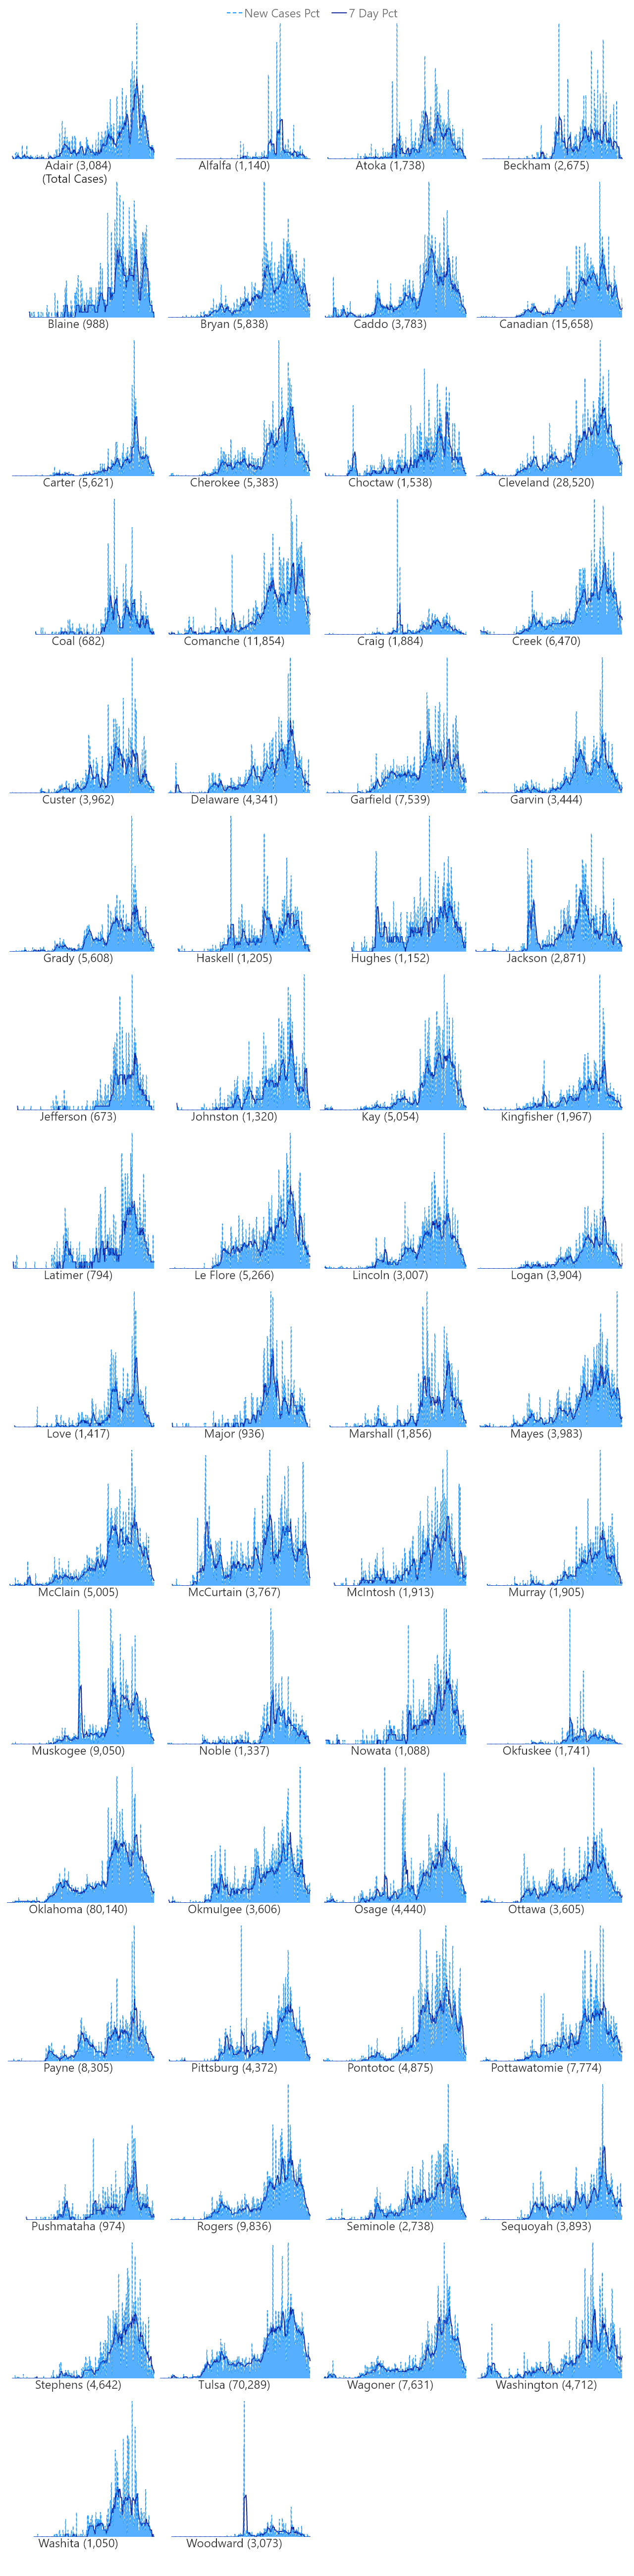 New Cases Pct 7 Day Pct
Adair (3,084) Alfalfa (1,140) Atoka (1,738) Beckham (2,675)
(Total Cases)
Blaine (988) Bryan (5,838) Caddo (3,783) Canadian (15,658)
Carter (5,621) Cherokee (5,383) Choctaw (1,538) Cleveland (28,520)
Coal (682) Comanche (11,854) Craig (1,884) Creek (6,470)
Custer (3,962) Delaware (4,341) Garfield (7,539) Garvin (3,444)
Grady (5,608) Haskell (1,205) Hughes (1,152) Jackson (2,871)
Jefferson (673) Johnston (1,320) Kay (5,054) Kingfisher (1,967)
Latimer (794) Le Flore (5,266) Lincoln (3,007) Logan (3,904)
Love (1,417) Major (936) Marshall (1,856) Mayes (3,983)
McClain (5,005) McCurtain (3,767) McIntosh (1,913) Murray (1,905)
Muskogee (9,050) Noble (1,337) Nowata (1,088) Okfuskee (1,741)
Oklahoma (80,140) Okmulgee (3,606) Osage (4,440) Ottawa (3,605)
Payne (8,305) Pittsburg (4,372) Pontotoc (4,875) Pottawatomie (7,774)
Pushmataha (974) Rogers (9,836) Seminole (2,738) Sequoyah (3,893)
Stephens (4,642) Tulsa (70,289) Wagoner (7,631) Washington (4,712)
Washita (1,050) Woodward (3,073)